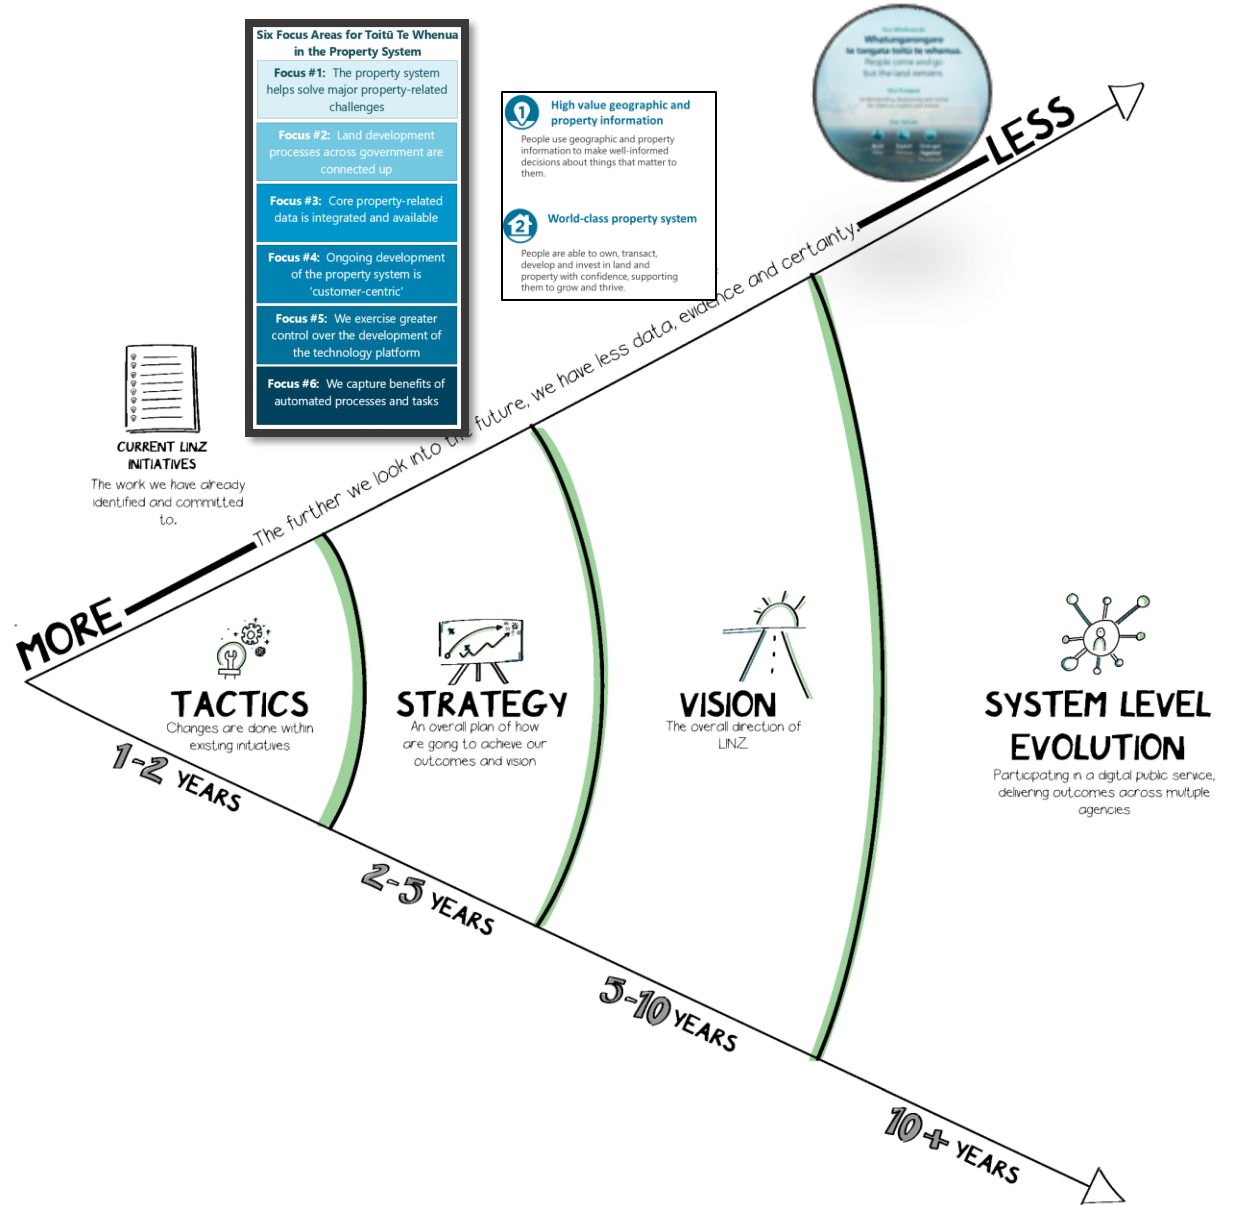 Six Focus Areas for Toitū Te Whenua
in the Property System
Focus #1: The property system
helps solve major property-related
challenges
Focus #2: Land development
processes across government are
connected up
Focus #3: Core property-related
data is integrated and available
Focus #4: Ongoing development
of the property system is
‘customer-centric’
Focus #5: We exercise greater
control over the development of
the technology platform
Focus #6: We capture benefits of
automated processes and tasks
1
High value geographic and
property information
People use geographic and property
information to make well-informed
decisions about things that matter to
them.
2
World-class property system
People are able to own, transact,
develop and invest in land and
property with confidence, supporting
them to grow and thrive.
Whatungarongaro
te tangata toitū te whenua.
People come and go
but the land remains
CURRENT LINZ
INITIATIVES
The work we have already
identified and committed
to.
MORE
The further we look into the future, we have less data, evidence and certainty.
LESS
TACTICS
Changes are done within
existing initiatives
STRATEGY
An overall plan of how
are going to achieve our
outcomes and vision
VISION
The overall direction of
LINZ
SYSTEM LEVEL
EVOLUTION
Participating in a digital public service,
delivering outcomes across multiple
agencies
1-2 YEARS
2-5 YEARS
5-10 YEARS
10+ YEARS